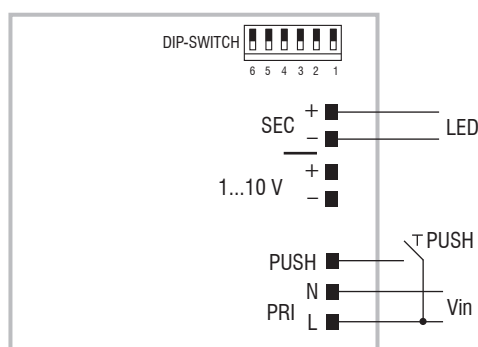 DIP-SWITCH
6 5 4 3 2 1
+
SEC
LED
–
+
1...10 V
–
PUSH
PUSH
N
PRI
Vin
L